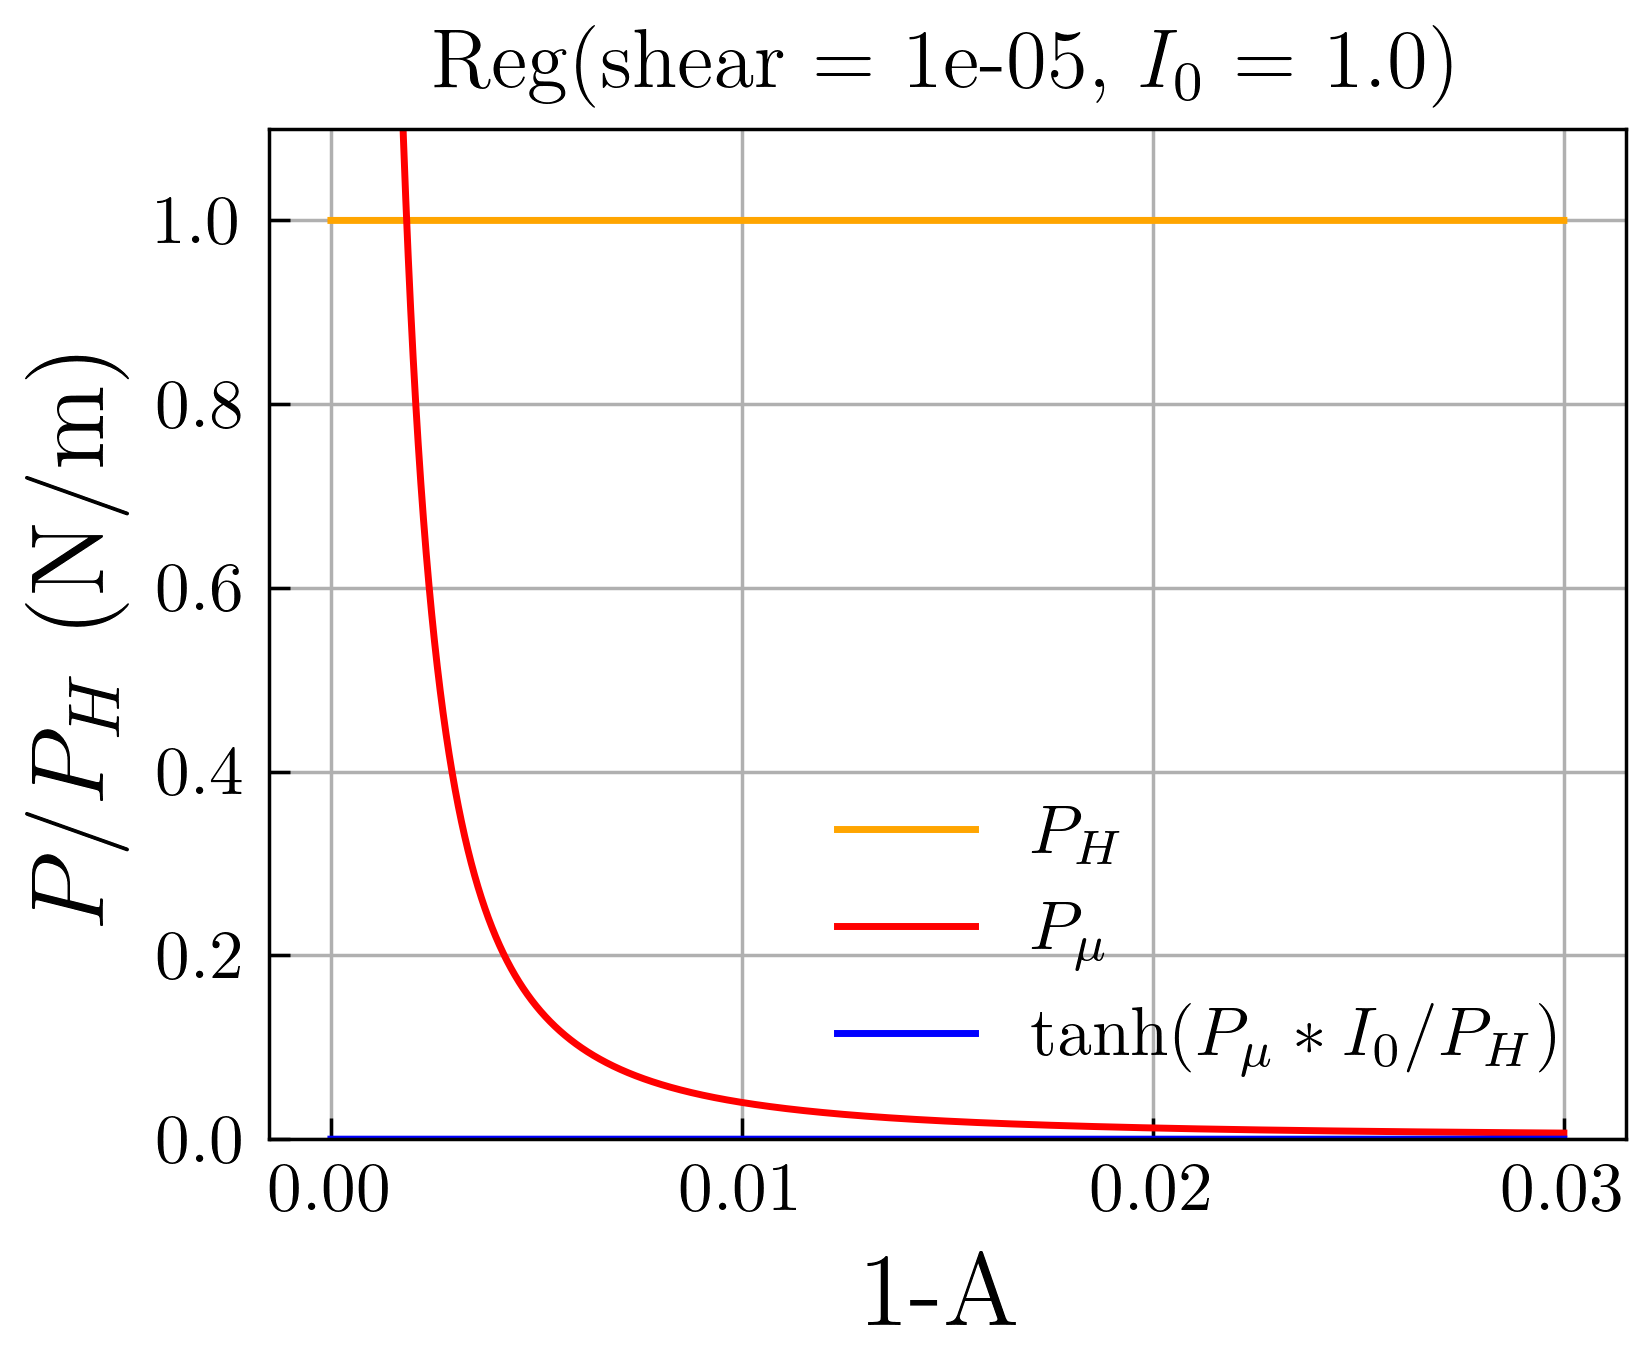 Reg(shear = 1e-05, I₀ = 1.0)
P/P_H (N/m)
1.0
0.8
0.6
0.4
0.2
0.0
P_H
P_μ
tanh(P_μ ∗ I₀/P_H)
0.00 0.01 0.02 0.03
1-A